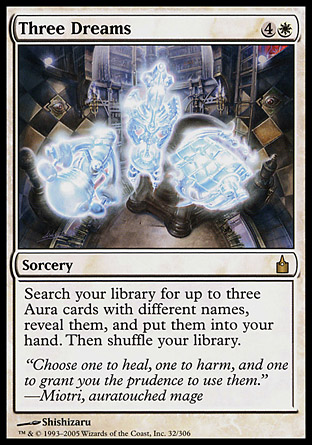 Three Dreams 4
Sorcery
Search your library for up to three
Aura cards with different names,
reveal them, and put them into your
hand. Then shuffle your library.
“Choose one to heal, one to harm, and one
to grant you the prudence to use them.”
—Miotri, auratouched mage
Shishizaru
™ & © 1993–2005 Wizards of the Coast, Inc. 32/306